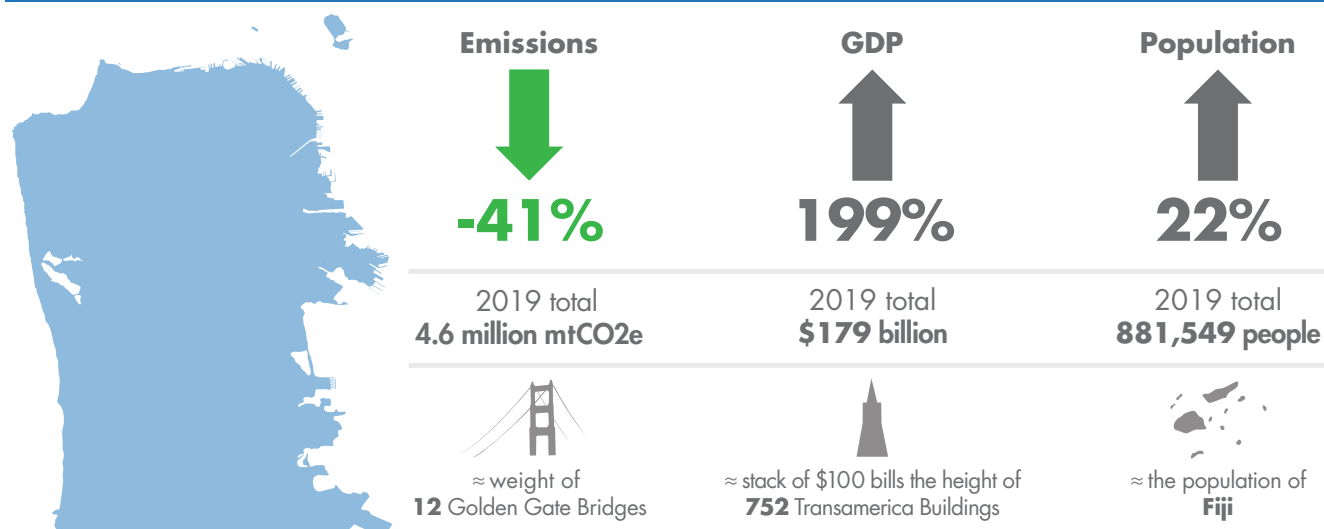 Emissions
-41%
2019 total
4.6 million mtCO2e
≈ weight of
12 Golden Gate Bridges
GDP
199%
2019 total
$179 billion
≈ stack of $100 bills the height of
752 Transamerica Buildings
Population
22%
2019 total
881,549 people
≈ the population of
Fiji